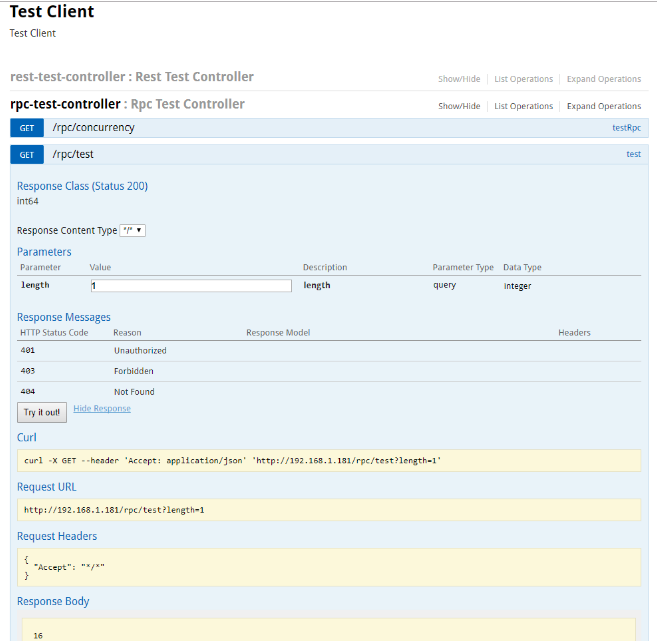 Test Client
Test Client
rest-test-controller : Rest Test Controller Show/Hide List Operations Expand Operations
rpc-test-controller : Rpc Test Controller Show/Hide List Operations Expand Operations
GET /rpc/concurrency testRpc
GET /rpc/test test
Response Class (Status 200)
int64
Response Content Type */*
Parameters
Parameter Value Description Parameter Type Data Type
length 1 length query integer
Response Messages
HTTP Status Code Reason Response Model Headers
401 Unauthorized
403 Forbidden
404 Not Found
Try it out! Hide Response
Curl
curl -X GET --header 'Accept: application/json' 'http://192.168.1.181/rpc/test?length=1'
Request URL
http://192.168.1.181/rpc/test?length=1
Request Headers
{
"Accept": "*/*"
}
Response Body
16